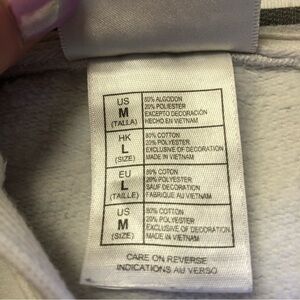 US
M
(TALLA)
80% ALGODON
20% POLIESTER
EXCEPTO DECORACIÓN
HECHO EN VIETNAM
HK
L
(SIZE)
80% COTTON
20% POLYESTER
EXCLUSIVE OF DECORATION
MADE IN VIETNAM
EU
L
(TAILLE)
80% COTON
20% POLYESTER
SAUF DECORATION
FABRIQUE AU VIETNAM
US
M
(SIZE)
80% COTTON
20% POLYESTER
EXCLUSIVE OF DECORATION
MADE IN VIETNAM
CARE ON REVERSE
INDICATIONS AU VERSO